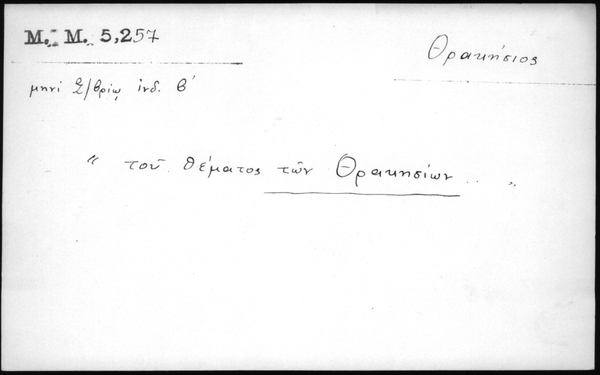 M. M. 5,257
Θρακήσιος
μηνὶ Σ/βρίῳ ἰνδ. β'
“ τοῦ θέματος τῶν Θρακησίων .. „